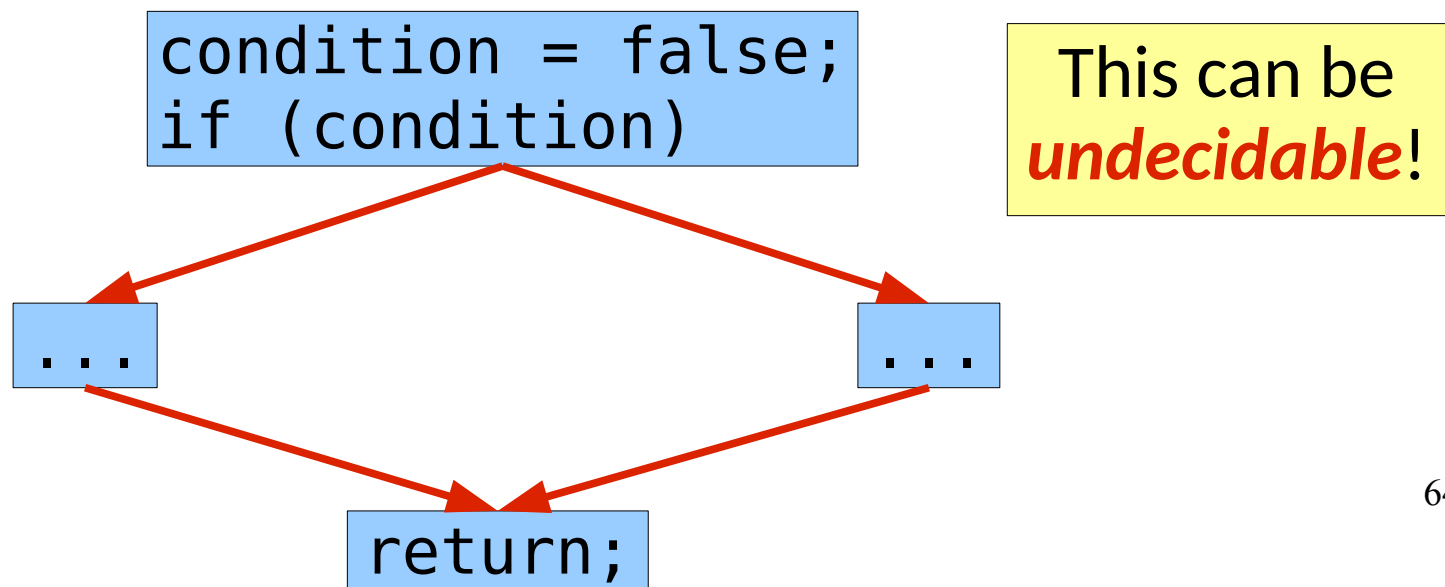 condition = false;
if (condition)
This can be
undecidable!
...
...
return;